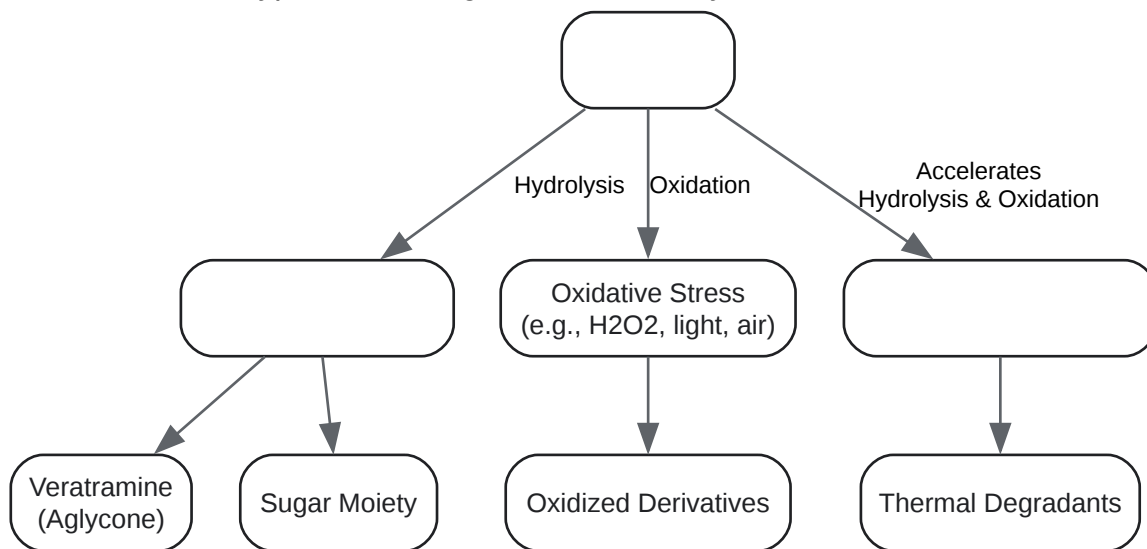 Hydrolysis
Oxidation
Accelerates
Hydrolysis & Oxidation
Oxidative Stress
(e.g., H2O2, light, air)
Veratramine
(Aglycone)
Sugar Moiety
Oxidized Derivatives
Thermal Degradants